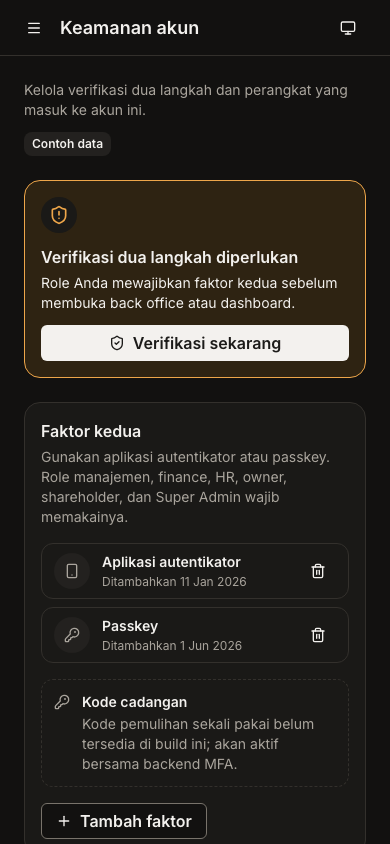 Keamanan akun
Kelola verifikasi dua langkah dan perangkat yang
masuk ke akun ini.
Contoh data
Verifikasi dua langkah diperlukan
Role Anda mewajibkan faktor kedua sebelum
membuka back office atau dashboard.
Verifikasi sekarang
Faktor kedua
Gunakan aplikasi autentikator atau passkey.
Role manajemen, finance, HR, owner,
shareholder, dan Super Admin wajib
memakainya.
Aplikasi autentikator
Ditambahkan 11 Jan 2026
Passkey
Ditambahkan 1 Jun 2026
Kode cadangan
Kode pemulihan sekali pakai belum
tersedia di build ini; akan aktif
bersama backend MFA.
Tambah faktor